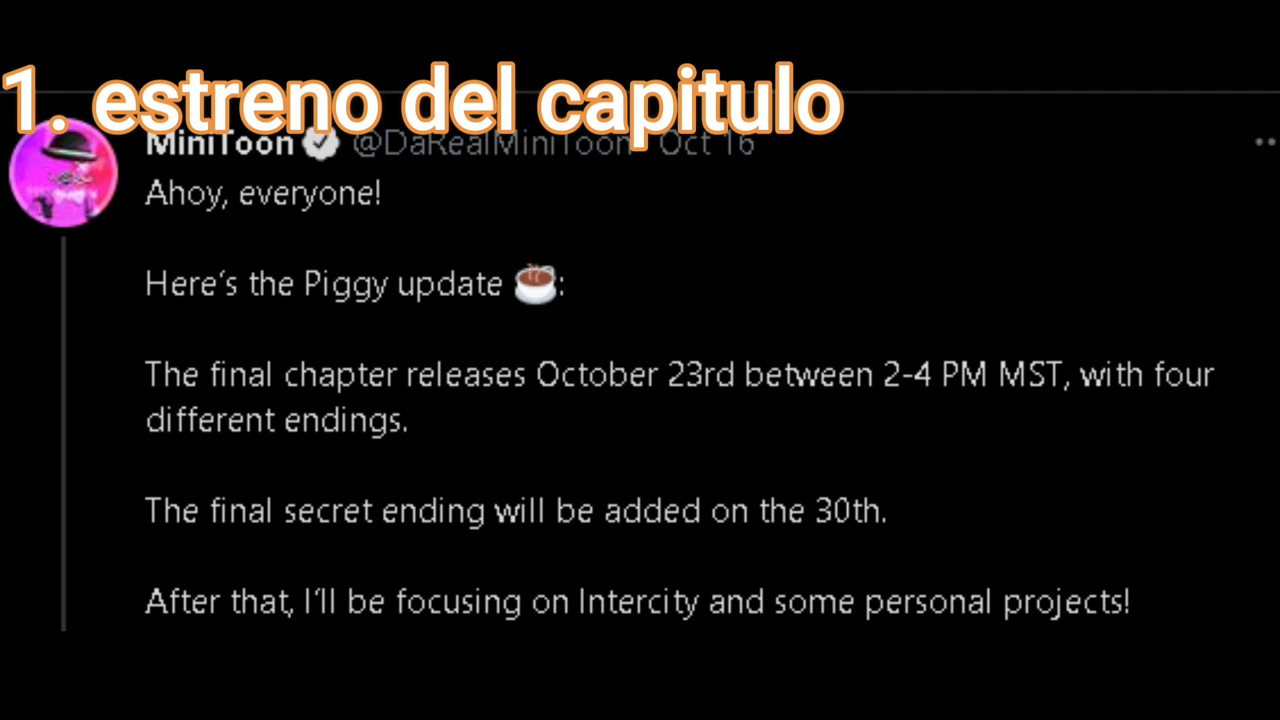 1. estreno del capitulo
MiniToon @DaRealMiniToon · Oct 16
Ahoy, everyone!
Here's the Piggy update ☕:
The final chapter releases October 23rd between 2-4 PM MST, with four
different endings.
The final secret ending will be added on the 30th.
After that, I'll be focusing on Intercity and some personal projects!